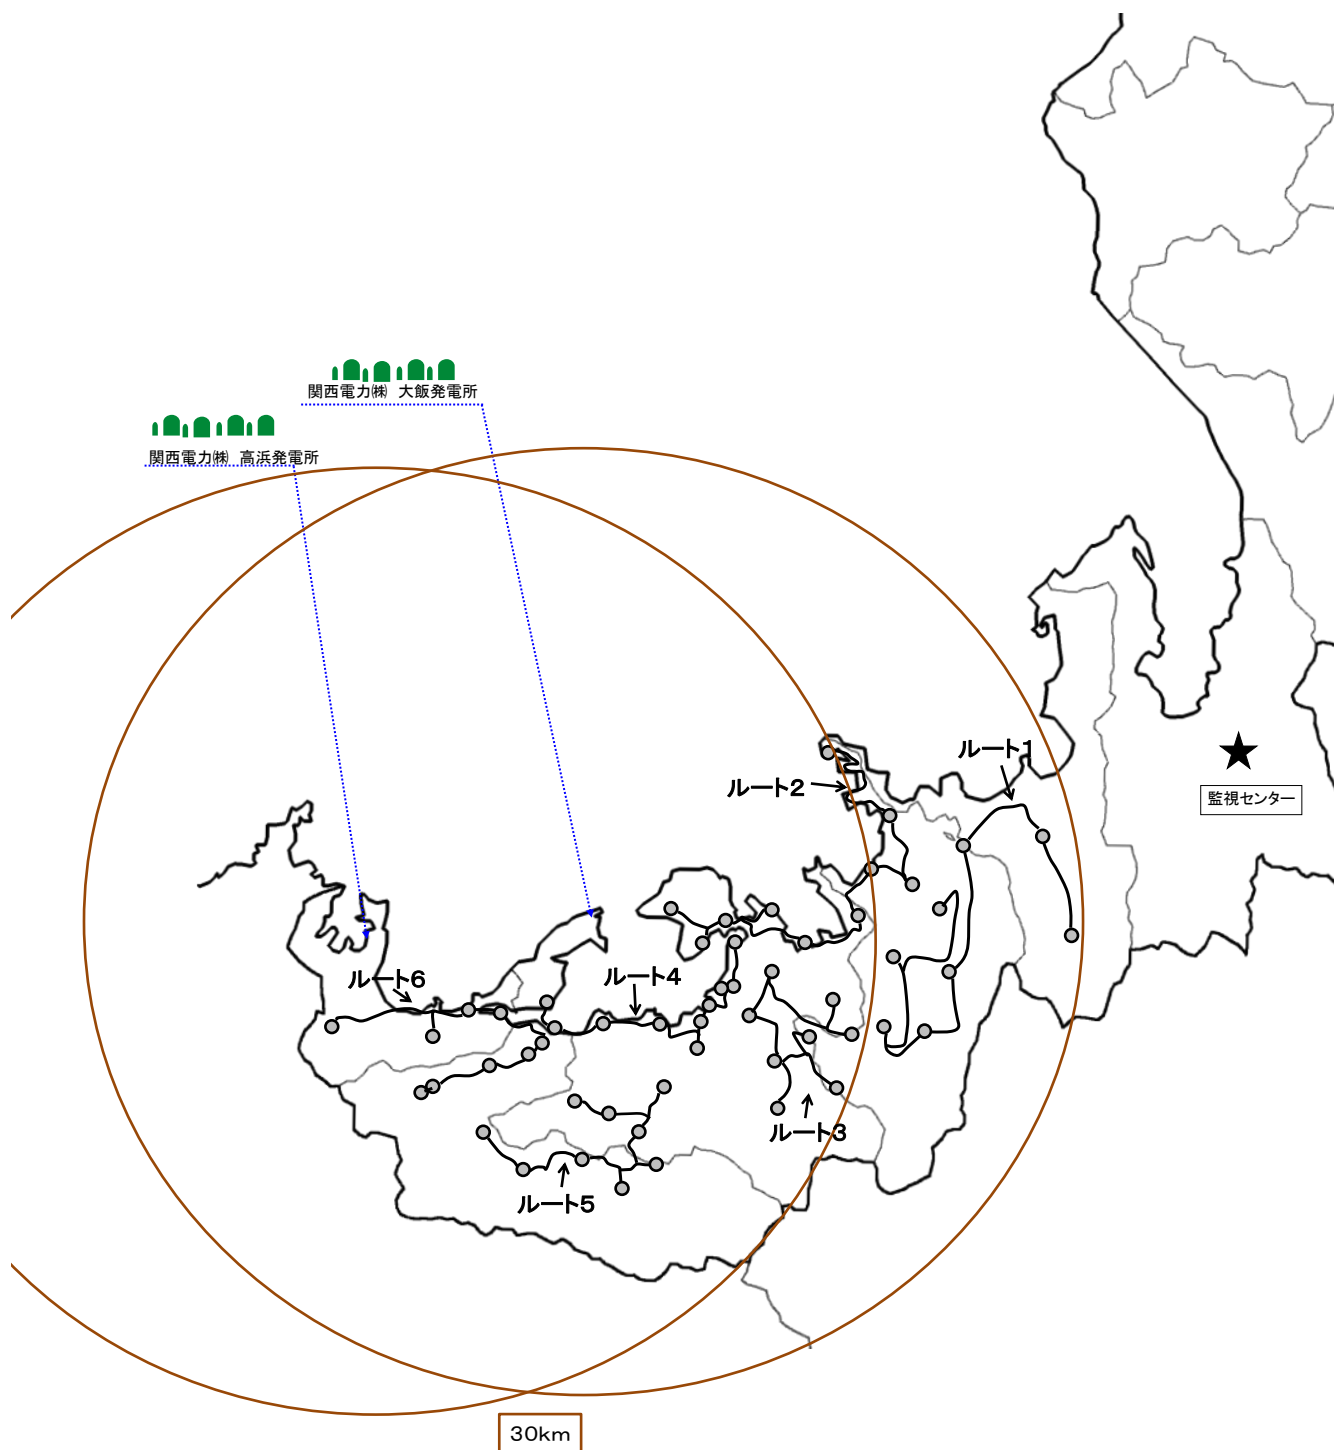 関西電力㈱ 大飯発電所
関西電力㈱ 高浜発電所
ルート1
ルート2
監視センター
ルート6
ルート4
ルート3
ルート5
30km